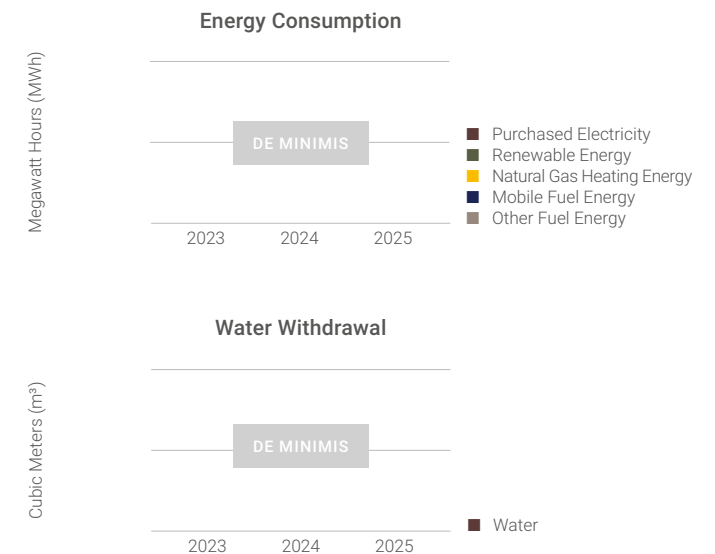 Energy Consumption
Megawatt Hours (MWh)
DE MINIMIS
Purchased Electricity
Renewable Energy
Natural Gas Heating Energy
Mobile Fuel Energy
Other Fuel Energy
2023 2024 2025
Water Withdrawal
Cubic Meters (m³)
DE MINIMIS
Water
2023 2024 2025